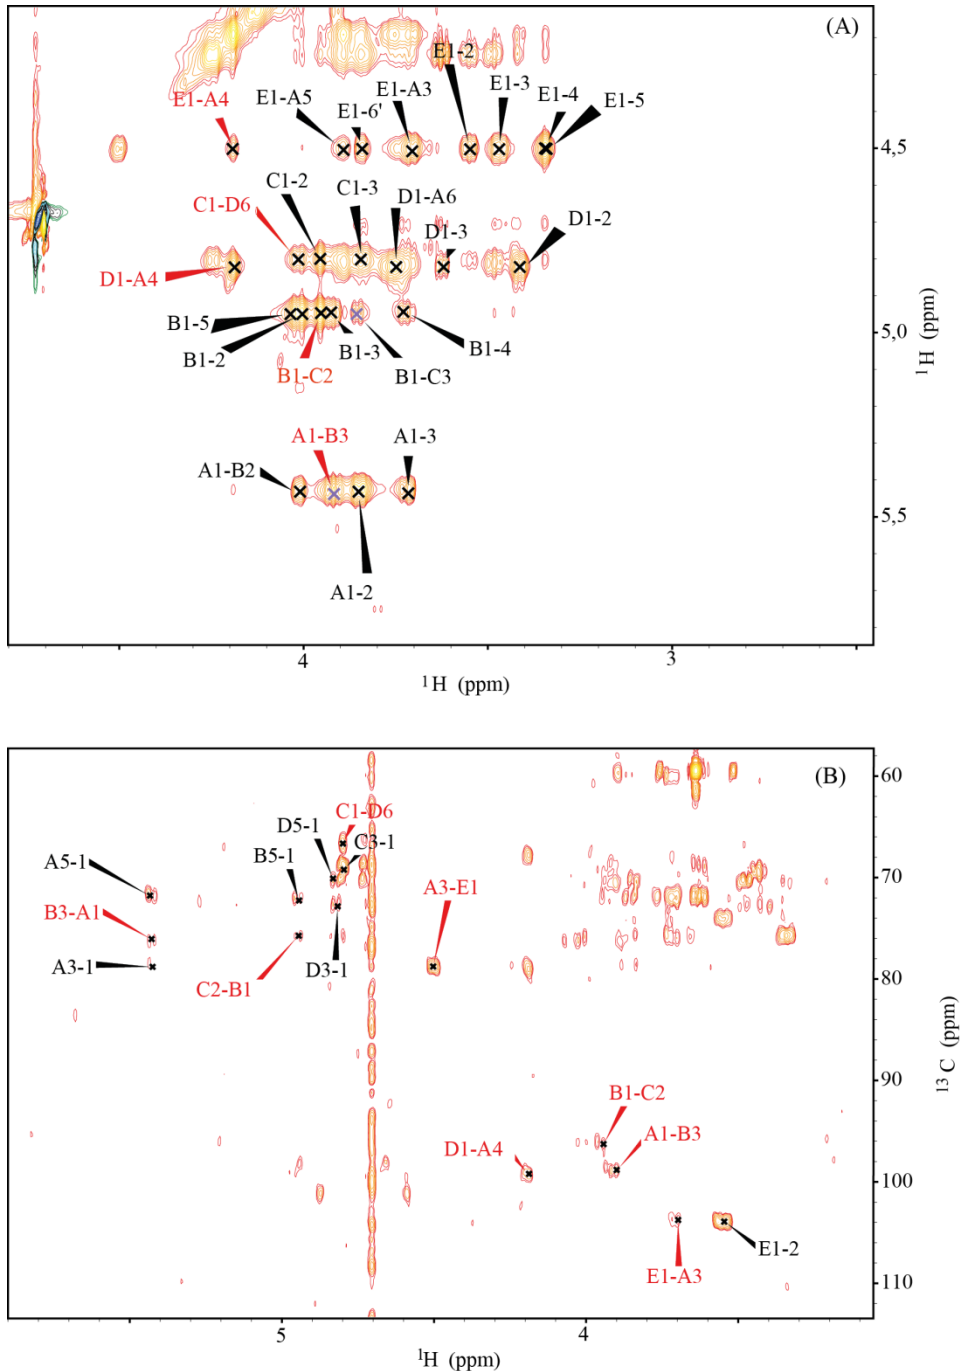 (A)
E1-2
E1-A3
E1-A5
E1-3
E1-A4
E1-6'
E1-4
E1-5
4,5
C1-2
C1-3
C1-D6
D1-A6
D1-3
D1-2
D1-A4
B1-5
B1-2
B1-3
B1-4
5,0
B1-C2
B1-C3
¹H (ppm)
A1-B3
A1-3
A1-B2
5,5
A1-2
4
3
¹H (ppm)
(B)
60
C1-D6
D5-1
C3-1
B5-1
A5-1
A3-E1
70
B3-A1
A3-1
C2-B1
D3-1
80
90
¹³C (ppm)
B1-C2
A1-B3
D1-A4
100
E1-2
E1-A3
110
5
4
¹H (ppm)